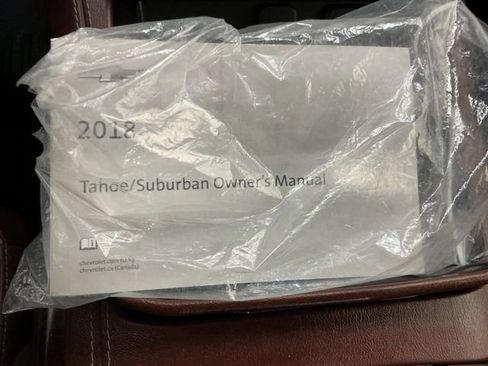 2018
Tahoe/Suburban Owner's Manual
chevrolet.com (U.S.)
chevrolet.ca (Canada)